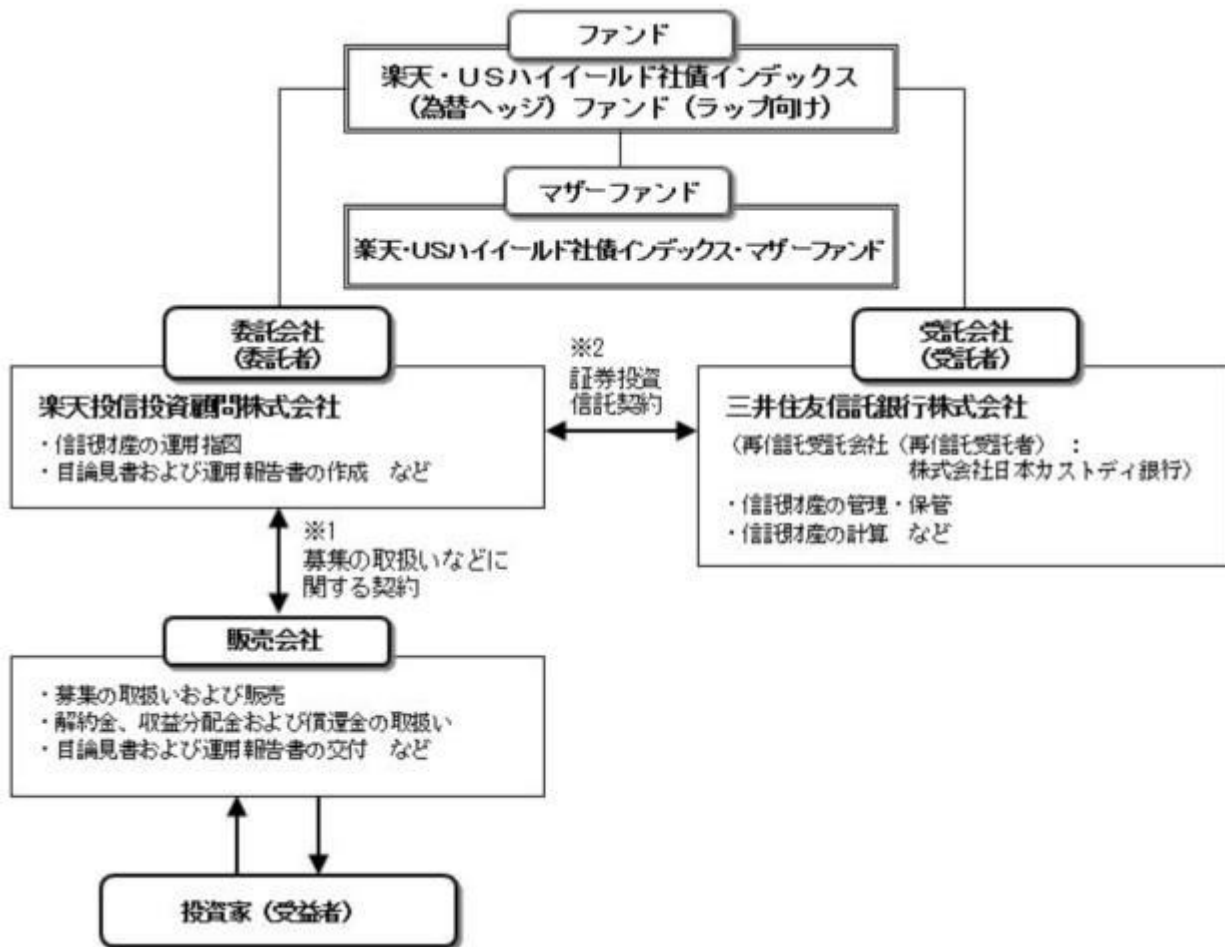 ファンド
楽天・USハイイールド社債インデックス
（為替ヘッジ）ファンド（ラップ向け）
マザーファンド
楽天・USハイイールド社債インデックス・マザーファンド
委託会社
（委託者）
楽天投信投資顧問株式会社
・信託財産の運用指図
・目論見書および運用報告書の作成　など
※2
証券投資
信託契約
受託会社
（受託者）
三井住友信託銀行株式会社
（再信託受託会社（再信託受託者）：
株式会社日本カストディ銀行）
・信託財産の管理・保管
・信託財産の計算　など
※1
募集の取扱いなどに
関する契約
販売会社
・募集の取扱いおよび販売
・解約金、収益分配金および償還金の取扱い
・目論見書および運用報告書の交付　など
投資家（受益者）